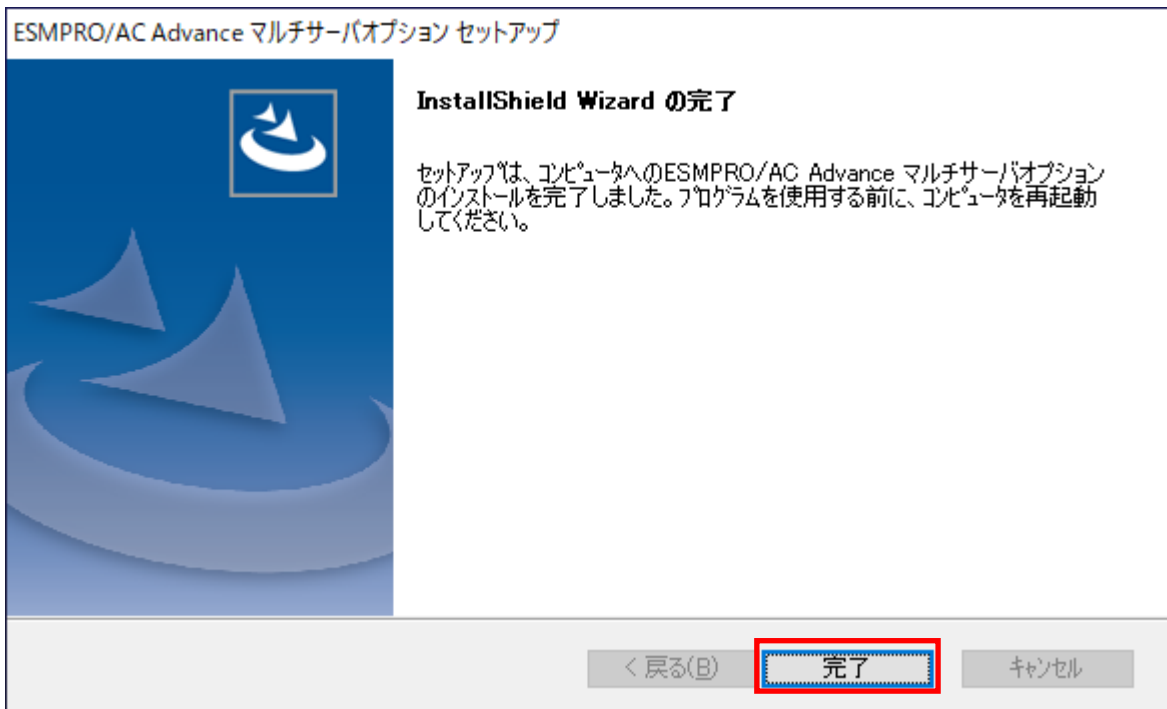 ESMPRO/AC Advance マルチサーバオプション セットアップ
InstallShield Wizard の完了
セットアップは、コンピュータへのESMPRO/AC Advance マルチサーバオプション
のインストールを完了しました。プログラムを使用する前に、コンピュータを再起動
してください。
< 戻る(B)
完了
キャンセル